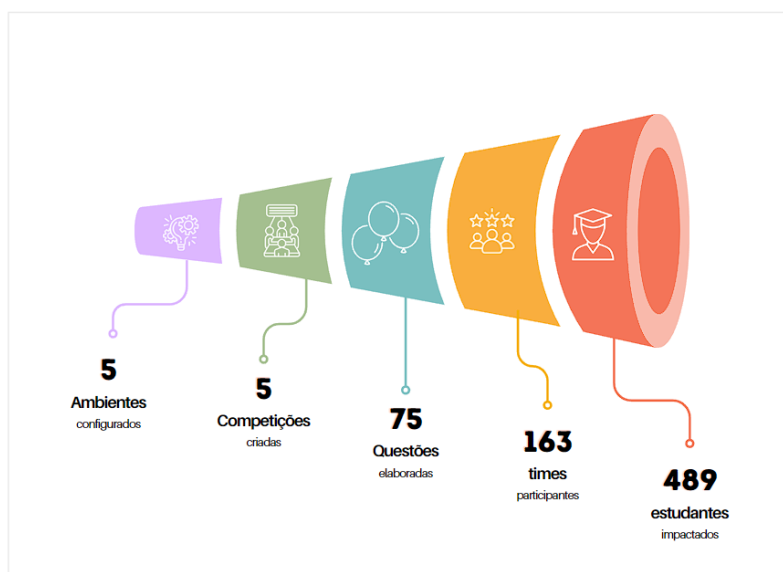 5
Ambientes
configurados
5
Competições
criadas
75
Questões
elaboradas
163
times
participantes
489
estudantes
impactados